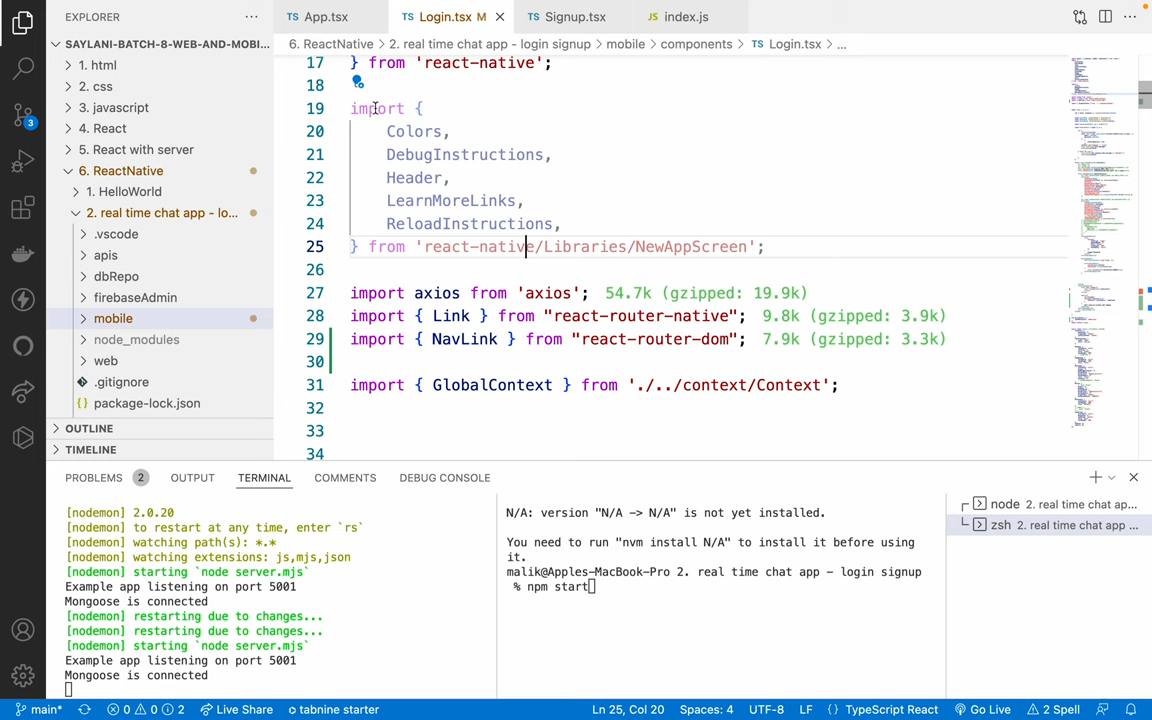 EXPLORER
App.tsx
Login.tsx M
Signup.tsx
JS index.js
SAYLANI-BATCH-8-WEB-AND-MOBI...
6. ReactNative > 2. real time chat app - login signup > mobile > components > Login.tsx > ...
1. html
2. css
3. javascript
4. React
5. React with server
6. ReactNative
1. HelloWorld
2. real time chat app - lo...
.vscode
apis
dbRepo
firebaseAdmin
mobile
node_modules
web
.gitignore
package-lock.json
OUTLINE
TIMELINE
3
17 } from 'react-native';
18
19 import {
20 Colors,
21 DebugInstructions,
22 Header,
23 LearnMoreLinks,
24 ReloadInstructions,
25 } from 'react-native/Libraries/NewAppScreen';
26
27 import axios from 'axios'; 54.7k (gzipped: 19.9k)
28 import { Link } from "react-router-native"; 9.8k (gzipped: 3.9k)
29 import { NavLink } from "react-router-dom"; 7.9k (gzipped: 3.3k)
30
31 import { GlobalContext } from './../context/Context';
32
33
34
PROBLEMS 2 OUTPUT TERMINAL COMMENTS DEBUG CONSOLE
[nodemon] 2.0.20
[nodemon] to restart at any time, enter `rs`
[nodemon] watching path(s): *.*
[nodemon] watching extensions: js,mjs,json
[nodemon] starting `node server.mjs`
Example app listening on port 5001
Mongoose is connected
[nodemon] restarting due to changes...
[nodemon] restarting due to changes...
[nodemon] starting `node server.mjs`
Example app listening on port 5001
Mongoose is connected
N/A: version "N/A -> N/A" is not yet installed.
You need to run "nvm install N/A" to install it before using
it.
malik@Apples-MacBook-Pro 2. real time chat app - login signup
% npm start
node 2. real time chat ap...
zsh 2. real time chat app ...
main* 0 0 2 Live Share tabnine starter Ln 25, Col 20 Spaces: 4 UTF-8 LF {} TypeScript React Go Live 2 Spell